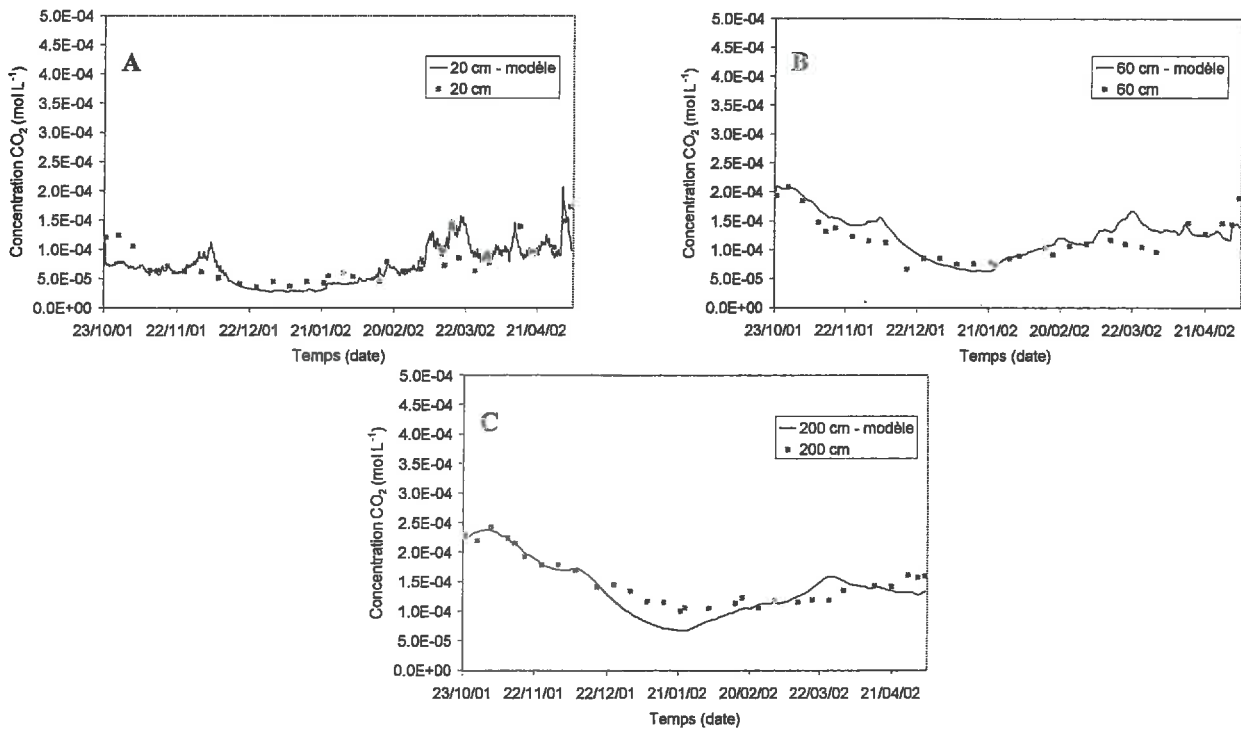 A
5.0E-04
4.5E-04
4.0E-04
3.5E-04
3.0E-04
2.5E-04
2.0E-04
1.5E-04
1.0E-04
5.0E-05
0.0E+00
Concentration CO₂ (mol L⁻¹)
20 cm - modèle
20 cm
23/10/01 22/11/01 22/12/01 21/01/02 20/02/02 22/03/02 21/04/02
Temps (date)
B
5.0E-04
4.5E-04
4.0E-04
3.5E-04
3.0E-04
2.5E-04
2.0E-04
1.5E-04
1.0E-04
5.0E-05
0.0E+00
Concentration CO₂ (mol L⁻¹)
60 cm - modèle
60 cm
23/10/01 22/11/01 22/12/01 21/01/02 20/02/02 22/03/02 21/04/02
Temps (date)
C
5.0E-04
4.5E-04
4.0E-04
3.5E-04
3.0E-04
2.5E-04
2.0E-04
1.5E-04
1.0E-04
5.0E-05
0.0E+00
Concentration CO₂ (mol L⁻¹)
200 cm - modèle
200 cm
23/10/01 22/11/01 22/12/01 21/01/02 20/02/02 22/03/02 21/04/02
Temps (date)